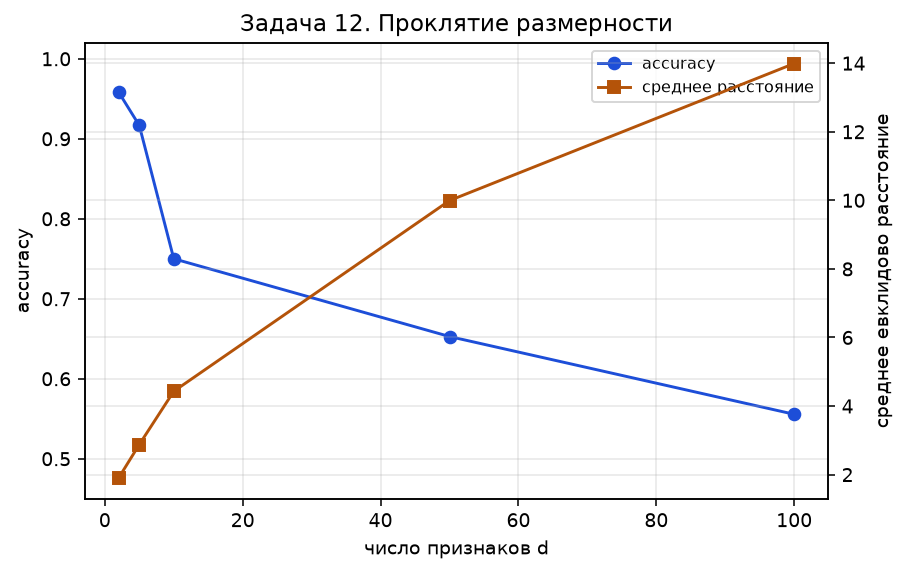 Задача 12. Проклятие размерности
accuracy
среднее расстояние
1.0
0.9
0.8
0.7
0.6
0.5
accuracy
14
12
10
8
6
4
2
среднее евклидово расстояние
0 20 40 60 80 100
число признаков d